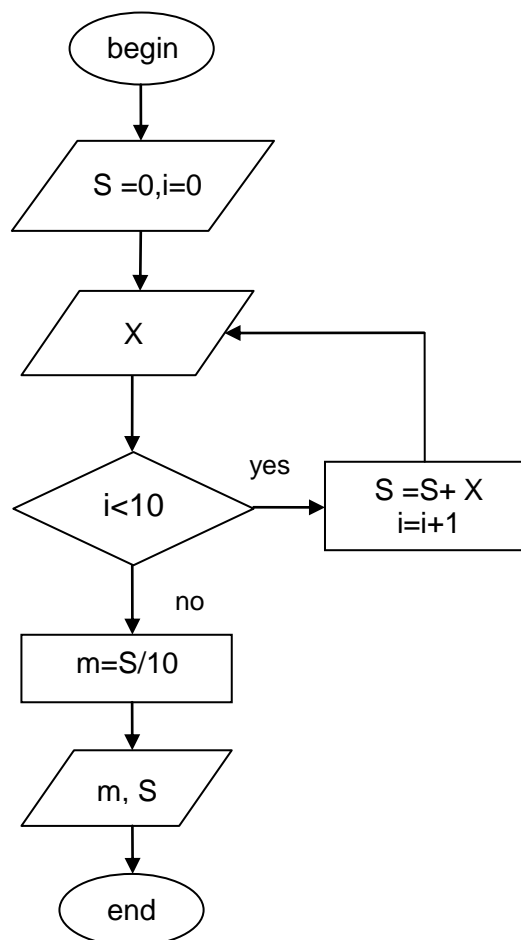 begin
S =0,i=0
X
i<10
yes
S =S+ X
i=i+1
no
m=S/10
m, S
end